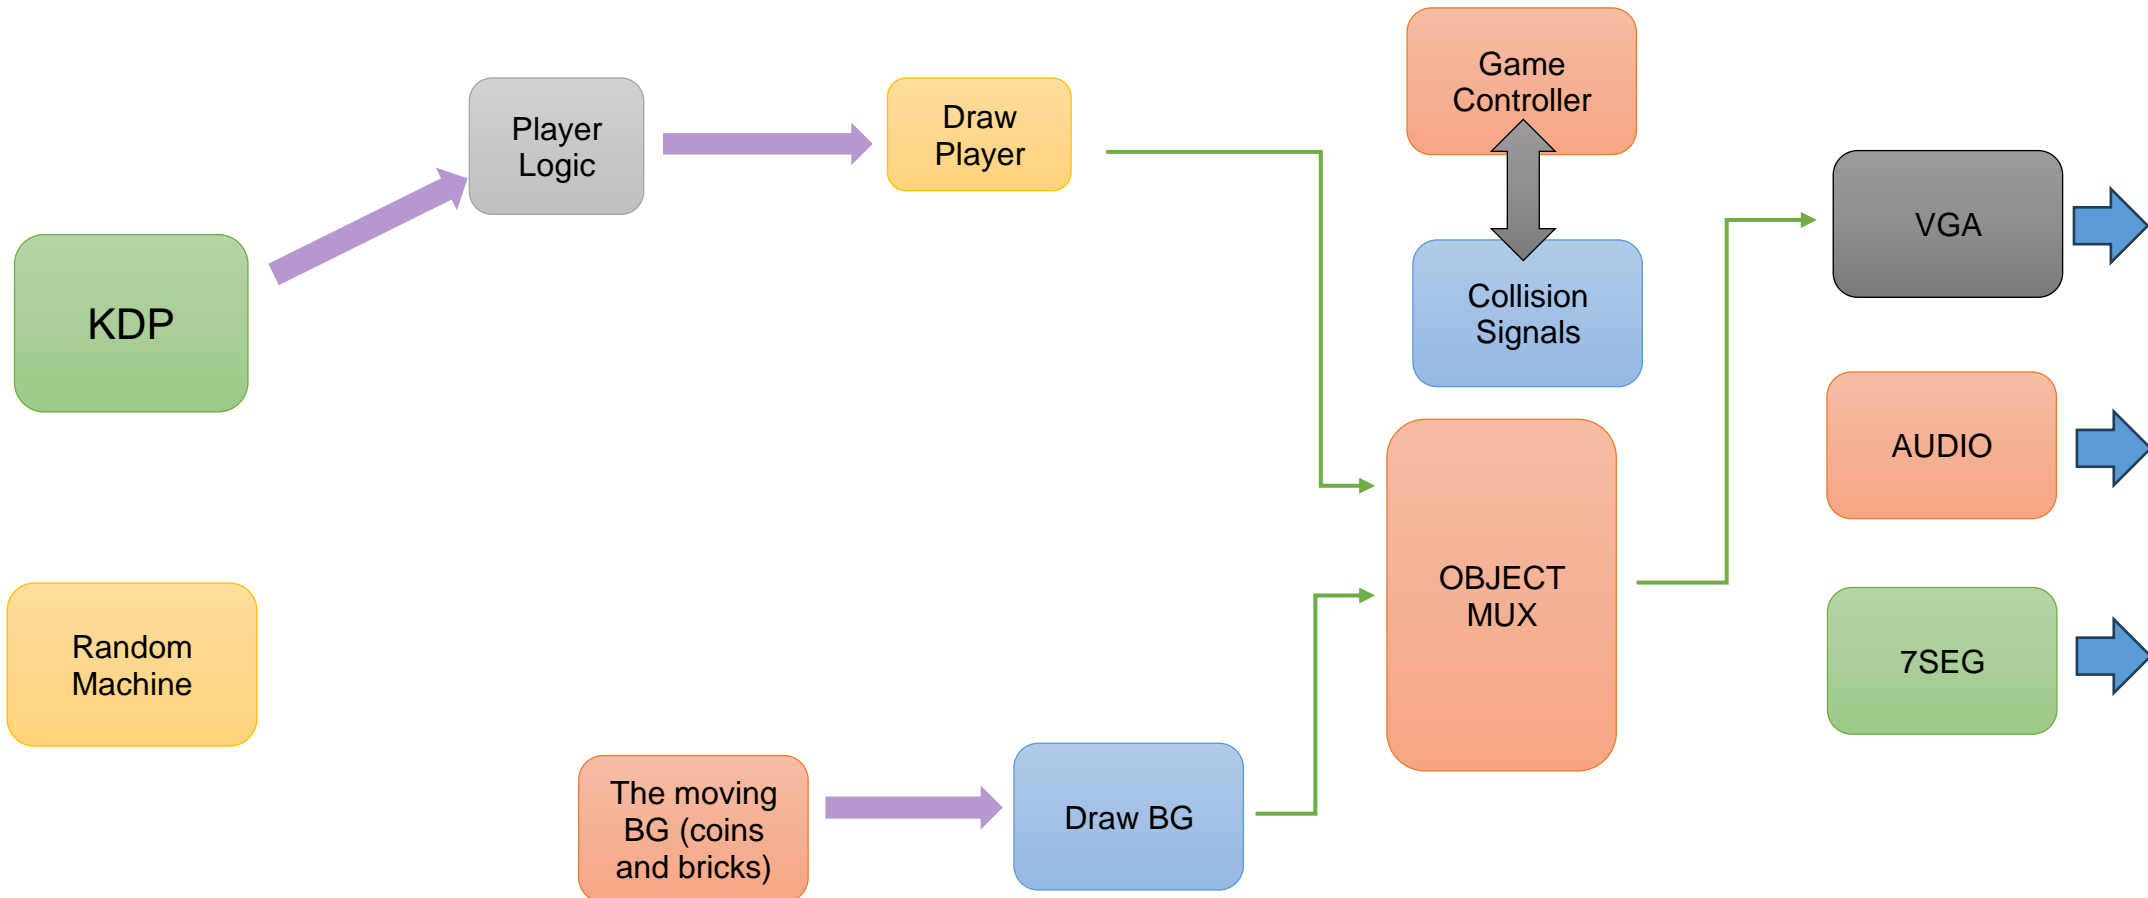 Game
Controller
Player
Logic
Draw
Player
VGA
KDP
Collision
Signals
AUDIO
OBJECT
MUX
Random
Machine
7SEG
The moving
BG (coins
and bricks)
Draw BG